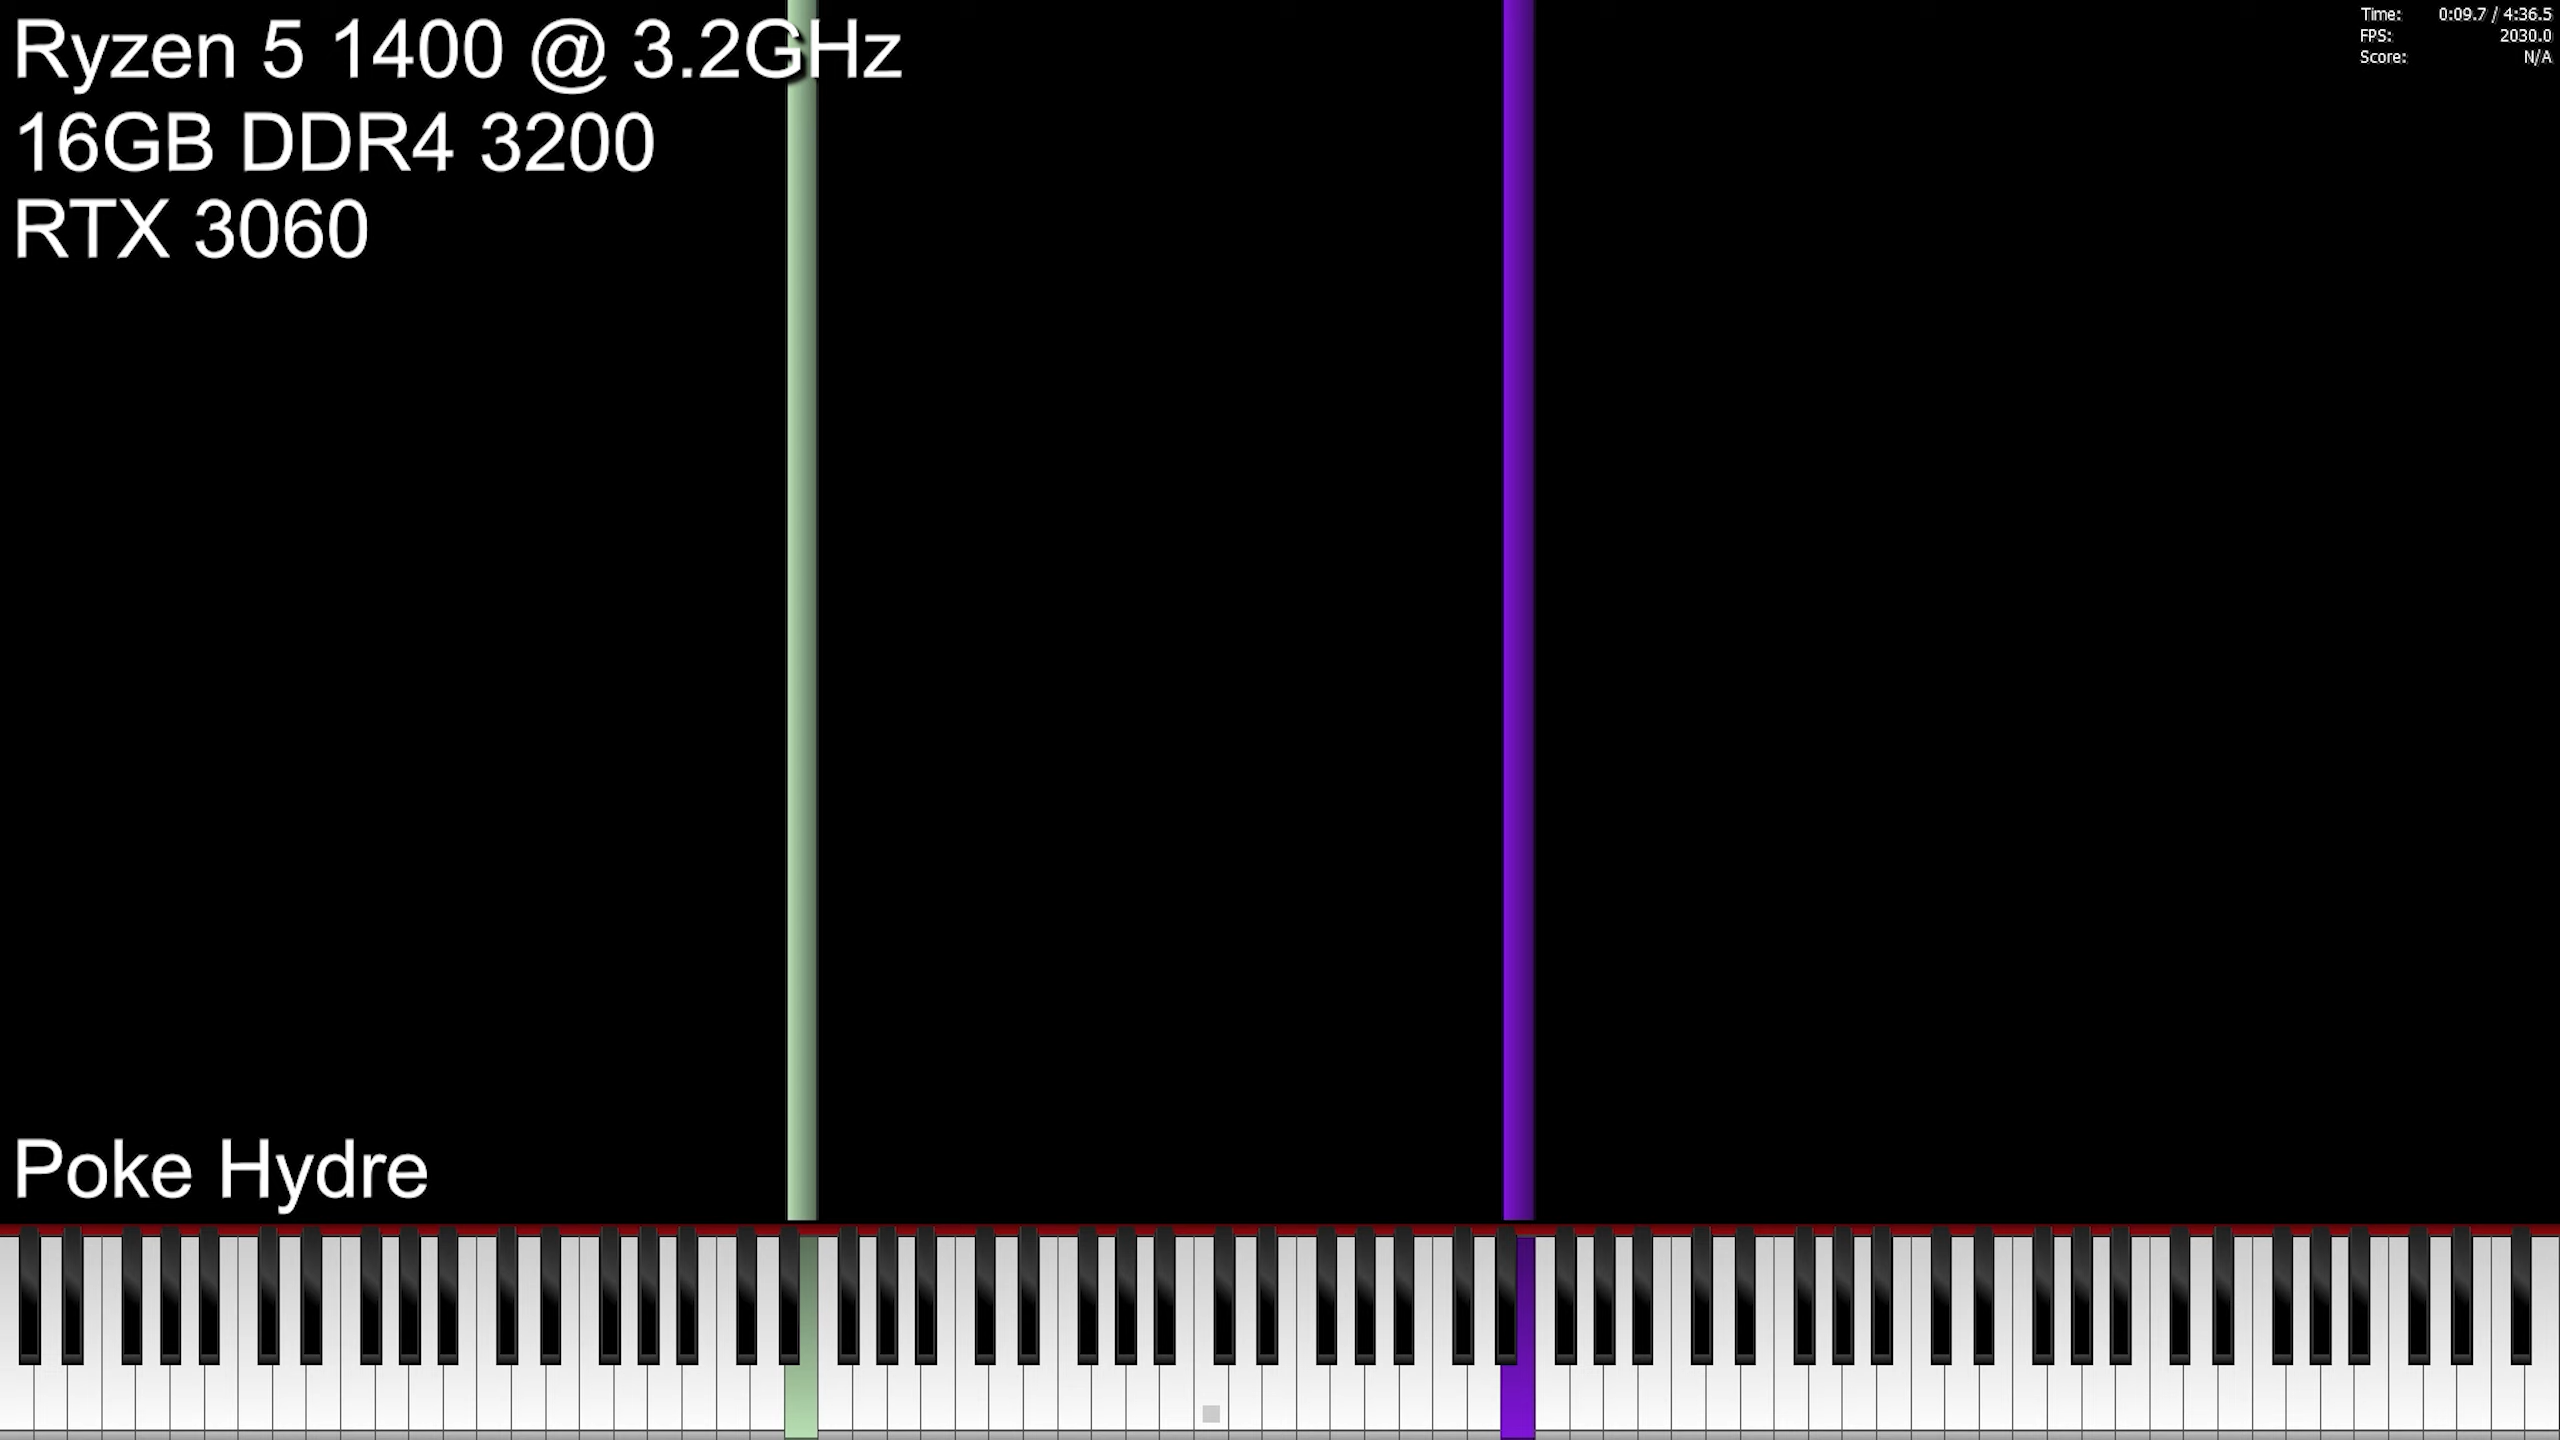 Ryzen 5 1400 @ 3.2GHz
16GB DDR4 3200
RTX 3060
Time: 0:09.7 / 4:36.5
FPS: 2030.0
Score: N/A
Poke Hydre